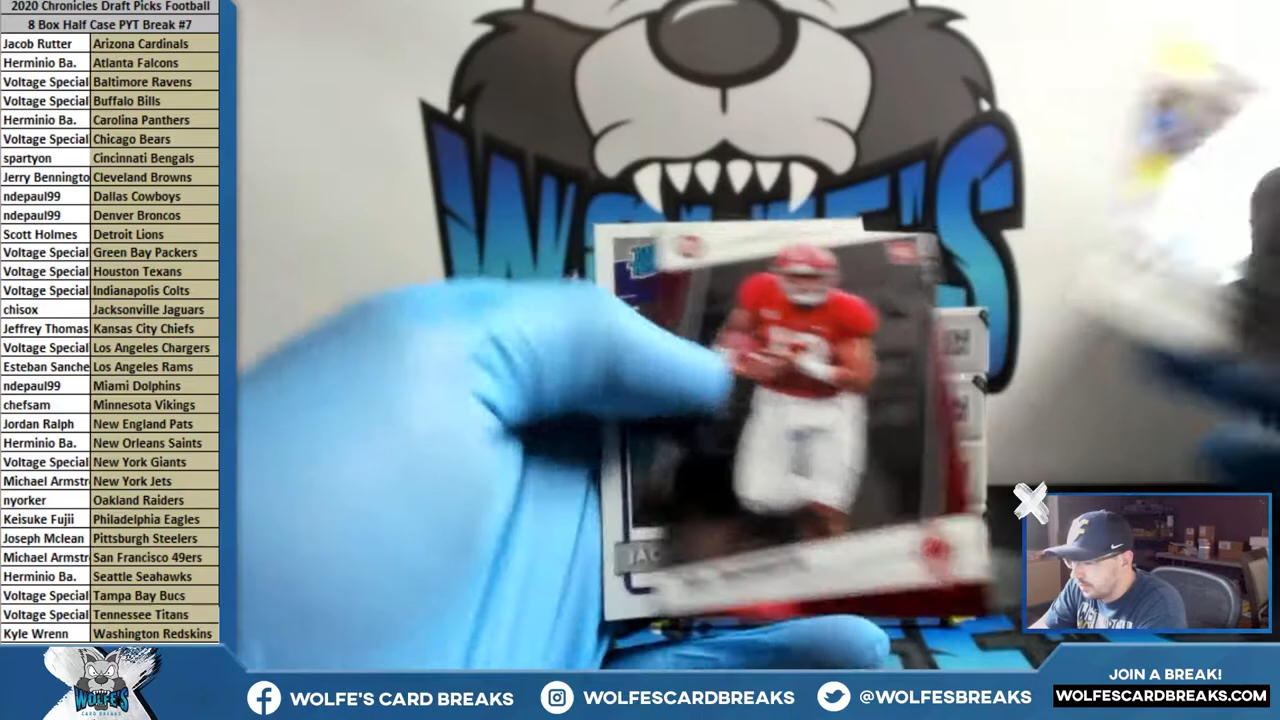 2020 Chronicles Draft Picks Football
8 Box Half Case PYT Break #7
Jacob Rutter Arizona Cardinals
Herminio Ba. Atlanta Falcons
Voltage Special Baltimore Ravens
Voltage Special Buffalo Bills
Herminio Ba. Carolina Panthers
Voltage Special Chicago Bears
spartyon Cincinnati Bengals
Jerry Benningto Cleveland Browns
ndepaul99 Dallas Cowboys
ndepaul99 Denver Broncos
Scott Holmes Detroit Lions
Voltage Special Green Bay Packers
Voltage Special Houston Texans
Voltage Special Indianapolis Colts
chisox Jacksonville Jaguars
Jeffrey Thomas Kansas City Chiefs
Voltage Special Los Angeles Chargers
Esteban Sanche Los Angeles Rams
ndepaul99 Miami Dolphins
chefsam Minnesota Vikings
Jordan Ralph New England Pats
Herminio Ba. New Orleans Saints
Voltage Special New York Giants
Michael Armstr New York Jets
nyorker Oakland Raiders
Keisuke Fujii Philadelphia Eagles
Joseph Mclean Pittsburgh Steelers
Michael Armstr San Francisco 49ers
Herminio Ba. Seattle Seahawks
Voltage Special Tampa Bay Bucs
Voltage Special Tennessee Titans
Kyle Wrenn Washington Redskins
WOLFE'S
JAC
WOLFE'S
CARD BREAKS
WOLFE'S CARD BREAKS
WOLFESCARDBREAKS
@WOLFESBREAKS
JOIN A BREAK!
WOLFESCARDBREAKS.COM